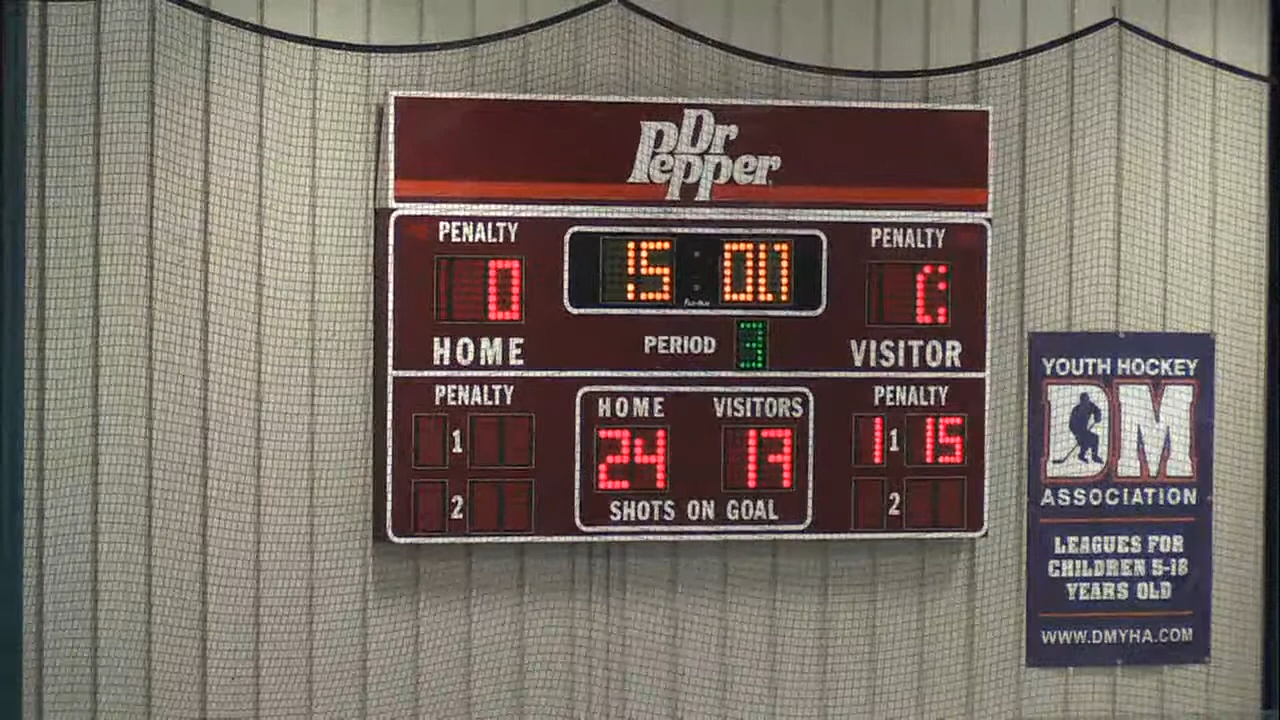 Dr
Pepper
PENALTY
15:00
PENALTY
0
HOME
PERIOD 3
VISITOR
PENALTY
HOME VISITORS
PENALTY
1
24 17
1 1 15
2
SHOTS ON GOAL
2
YOUTH HOCKEY
DM
ASSOCIATION
LEAGUES FOR
CHILDREN 5-18
YEARS OLD
WWW.DMYHA.COM